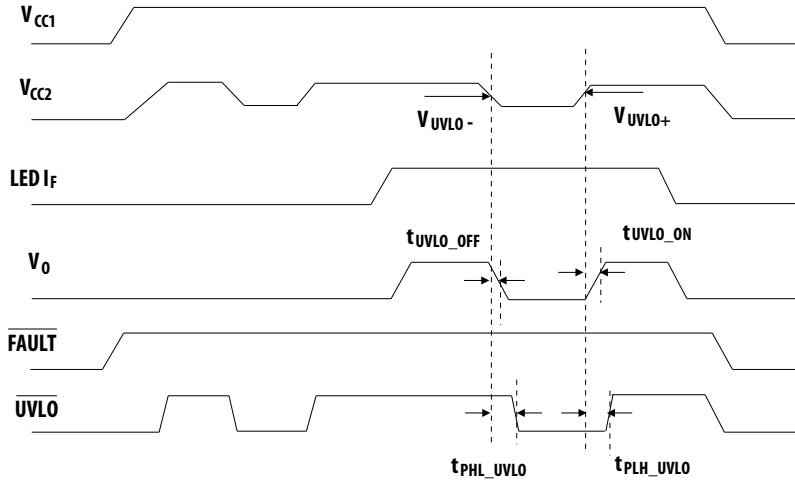 VCC1
VCC2
VUVLO -
VUVLO+
LED IF
tUVLO_OFF
tUVLO_ON
VO
FAULT
UVLO
tPHL_UVLO
tPLH_UVLO